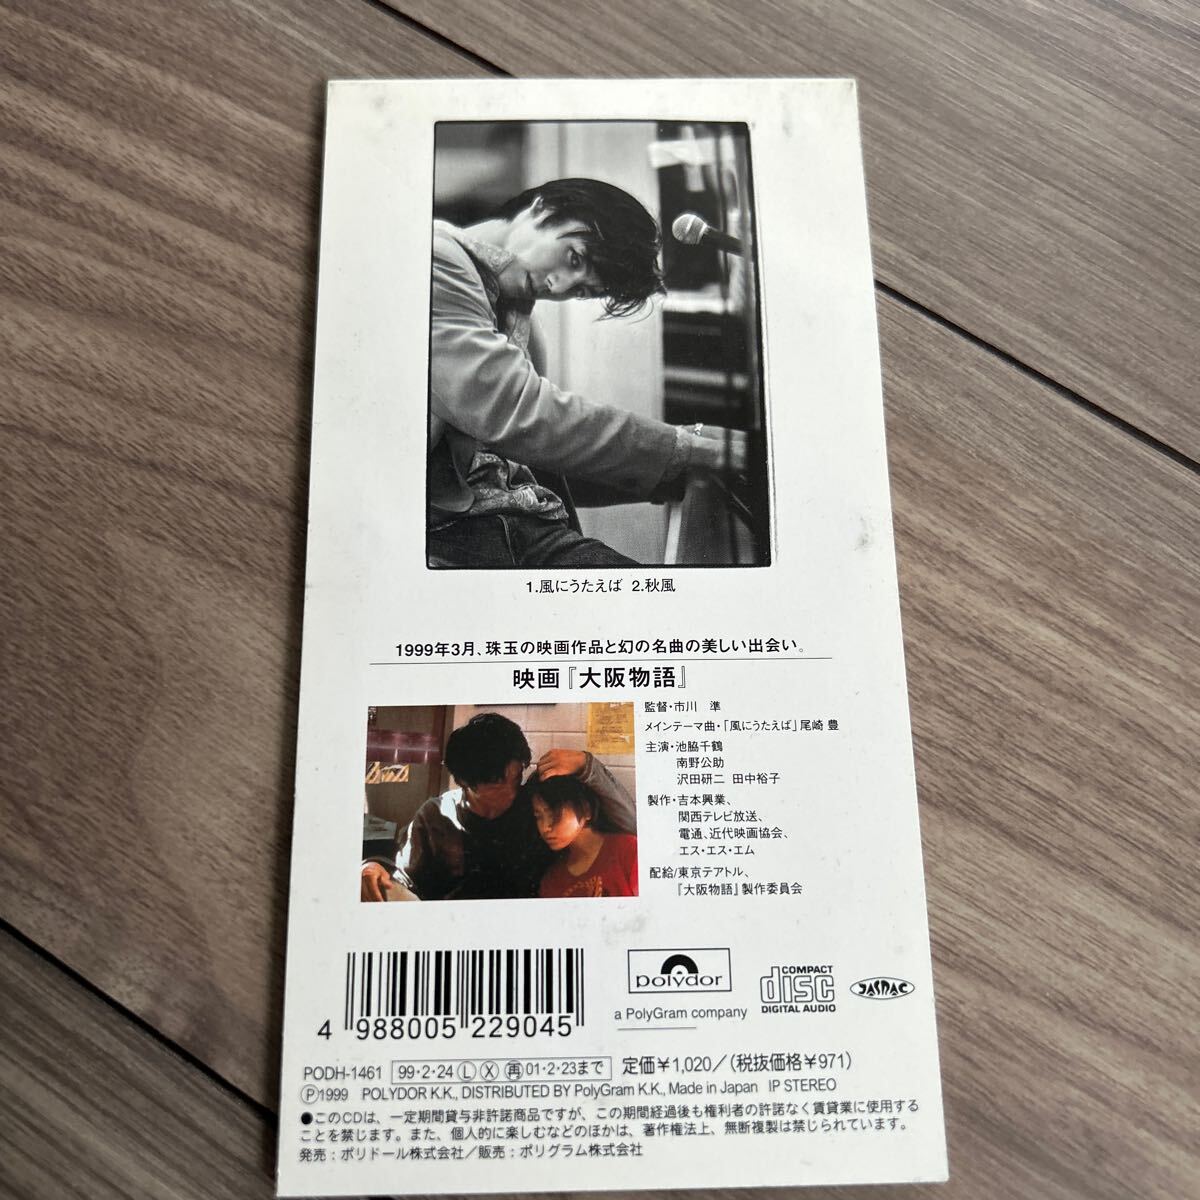 1.風にうたえば 2.秋風
1999年3月、珠玉の映画作品と幻の名曲の美しい出会い。
映画『大阪物語』
監督・市川 準
メインテーマ曲・「風にうたえば」尾崎 豊
主演・池脇千鶴
南野公助
沢田研二 田中裕子
製作・吉本興業、
関西テレビ放送、
電通、近代映画協会、
エス・エス・エム
配給/東京テアトル、
『大阪物語』製作委員会
polydor
a PolyGram company
COMPACT
disc
DIGITAL AUDIO
JASRAC
4 988005 229045
PODH-1461 99・2・24 Ⓛ Ⓧ ㊢01・2・23まで 定価¥1,020/(税抜価格¥971)
Ⓟ1999 POLYDOR K.K., DISTRIBUTED BY PolyGram K.K., Made in Japan IP STEREO
●このCDは、一定期間貸与非許諾商品ですが、この期間経過後も権利者の許諾なく賃貸業に使用する
ことを禁じます。また、個人的に楽しむなどのほかは、著作権法上、無断複製は禁じられています。
発売:ポリドール株式会社/販売:ポリグラム株式会社